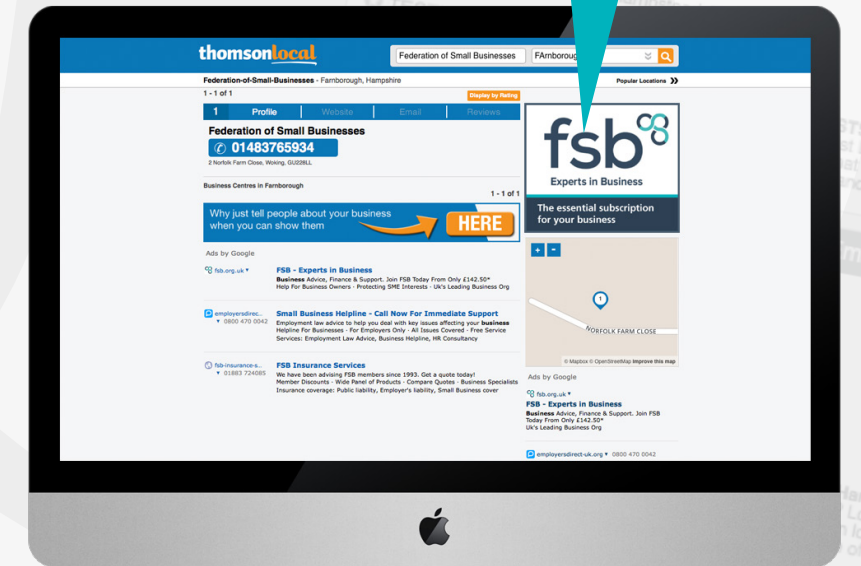 thomsonlocal
Federation of Small Businesses
FArnborough
Federation-of-Small-Businesses - Farnborough, Hampshire
Popular Locations
1 - 1 of 1
Display by Rating
1 Profile Website Email Reviews
Federation of Small Businesses
01483765934
2 Norfolk Farm Close, Woking, GU228LL
Business Centres in Farnborough
1 - 1 of 1
Why just tell people about your business
when you can show them
HERE
Ads by Google
fsb.org.uk
FSB - Experts in Business
Business Advice, Finance & Support. Join FSB Today From Only £142.50*
Help For Business Owners - Protecting SME Interests - Uk's Leading Business Org
employersdirec...
0800 470 0042
Small Business Helpline - Call Now For Immediate Support
Employment law advice to help you deal with key issues affecting your business
Helpline For Businesses - For Employers Only - All Issues Covered - Free Service
Services: Employment Law Advice, Business Helpline, HR Consultancy
fsb-insurance-s...
01883 724085
FSB Insurance Services
We have been advising FSB members since 1993. Get a quote today!
Member Discounts - Wide Panel of Products - Compare Quotes - Business Specialists
Insurance coverage: Public liability, Employer's liability, Small Business cover
fsb
Experts in Business
The essential subscription
for your business
+ -
1
NORFOLK FARM CLOSE
© Mapbox © OpenStreetMap Improve this map
Ads by Google
fsb.org.uk
FSB - Experts in Business
Business Advice, Finance & Support. Join FSB
Today From Only £142.50*
Uk's Leading Business Org
employersdirect-uk.org 0800 470 0042